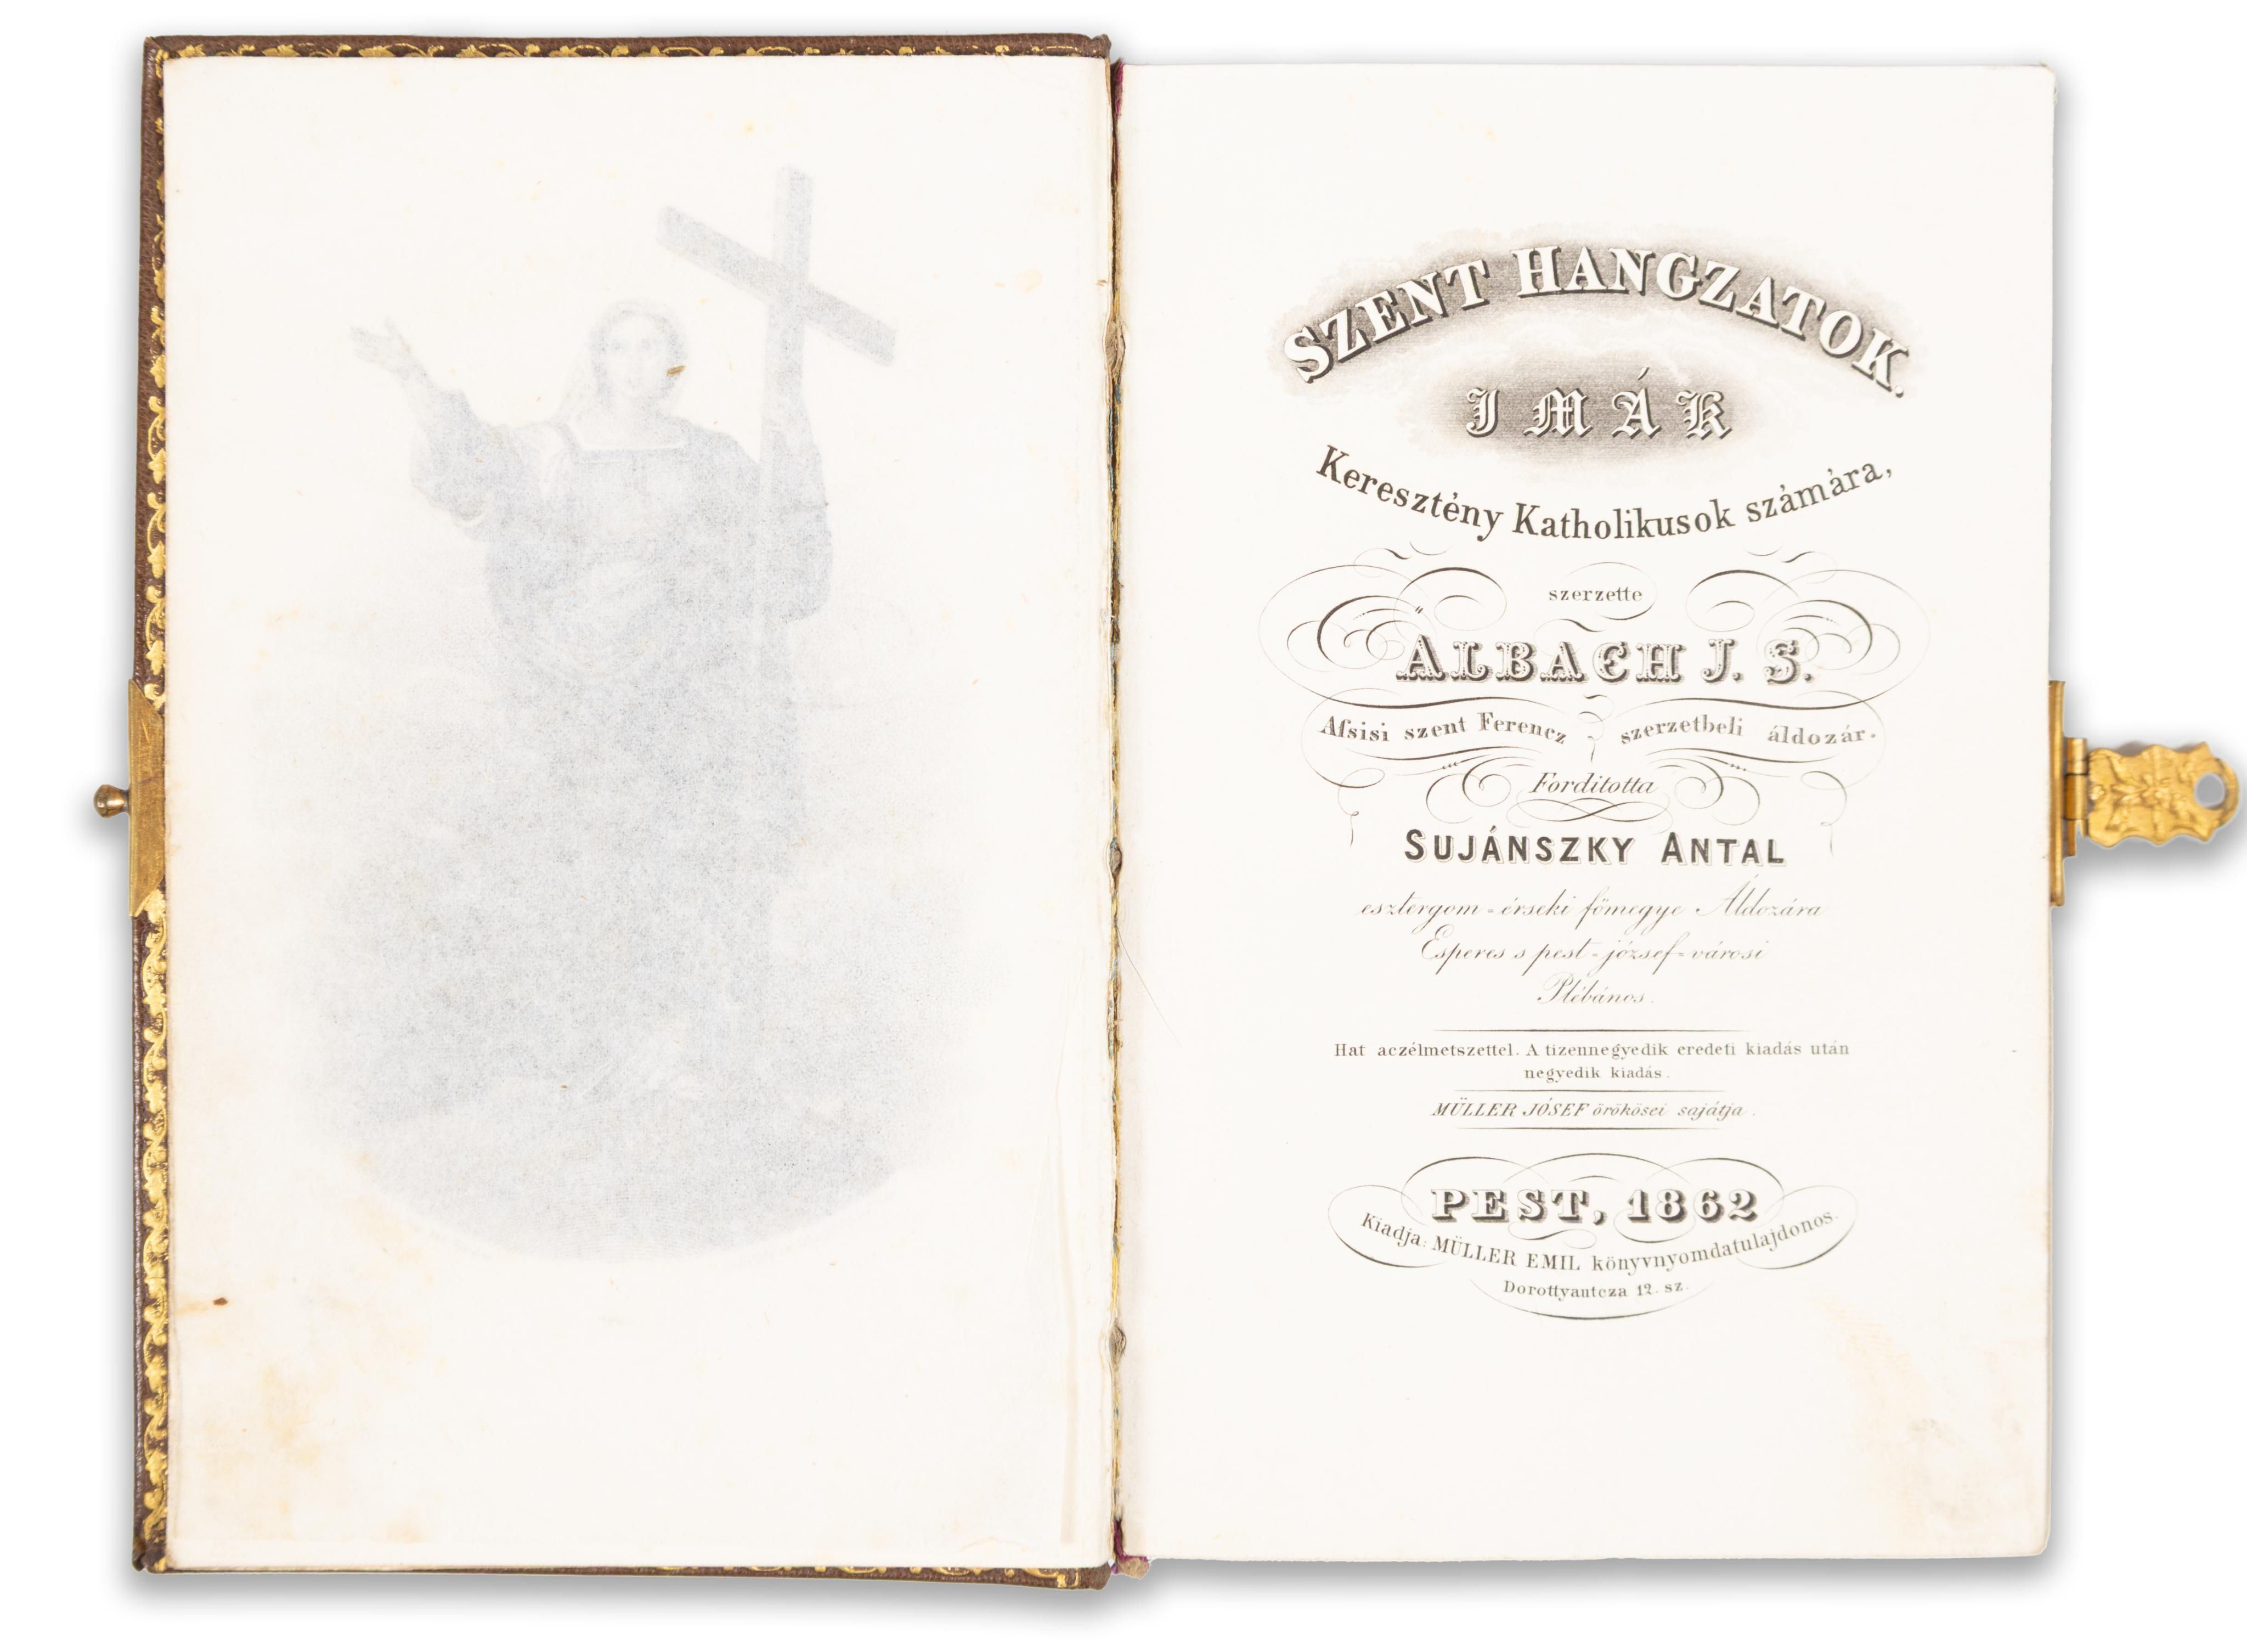 SZENT HANGZATOK.
IMÁK
Keresztény Katholikusok számára,
szerzette
ALBACH J. S.
Aſsisi szent Ferencz szerzetbeli áldozár.
Forditotta
SUJÁNSZKY ANTAL
esztergom-érseki főmegye Áldozára
Esperes s pest-józsef-városi
Plébános.
Hat aczélmetszettel. A tizennegyedik eredeti kiadás után
negyedik kiadás.
MÜLLER JÓSEF örökösei sajátja.
PEST, 1862
Kiadja: MÜLLER EMIL könyvnyomdatulajdonos.
Dorottyautcza 12. sz.